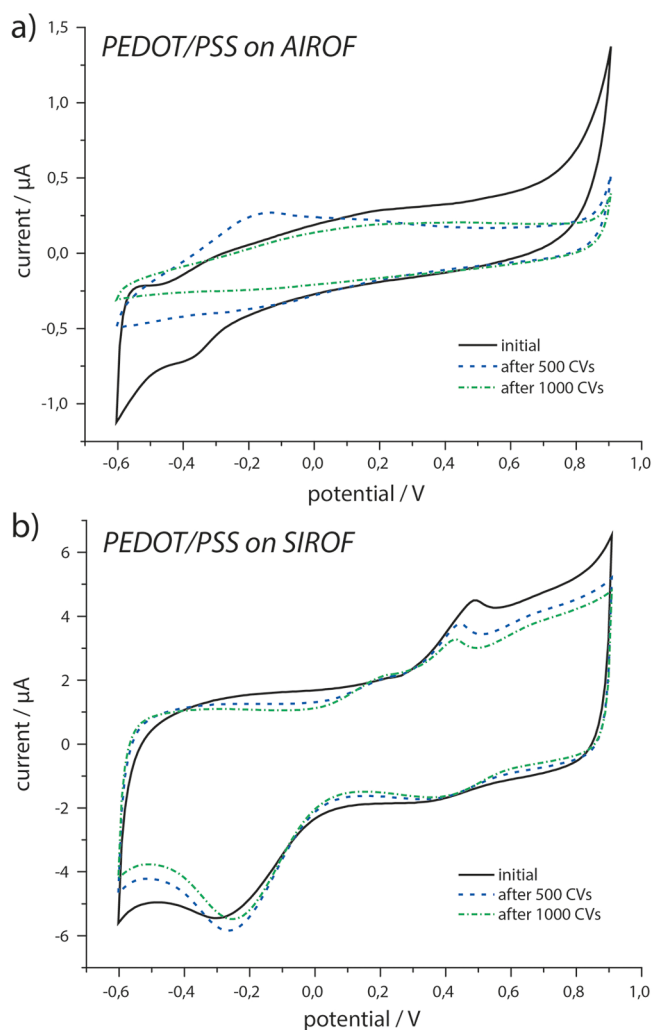 a)
PEDOT/PSS on AIROF
1,5
1,0
0,5
0,0
-0,5
-1,0
current / µA
initial
after 500 CVs
after 1000 CVs
-0,6 -0,4 -0,2 0,0 0,2 0,4 0,6 0,8 1,0
potential / V
b)
PEDOT/PSS on SIROF
6
4
2
0
-2
-4
-6
current / µA
initial
after 500 CVs
after 1000 CVs
-0,6 -0,4 -0,2 0,0 0,2 0,4 0,6 0,8 1,0
potential / V